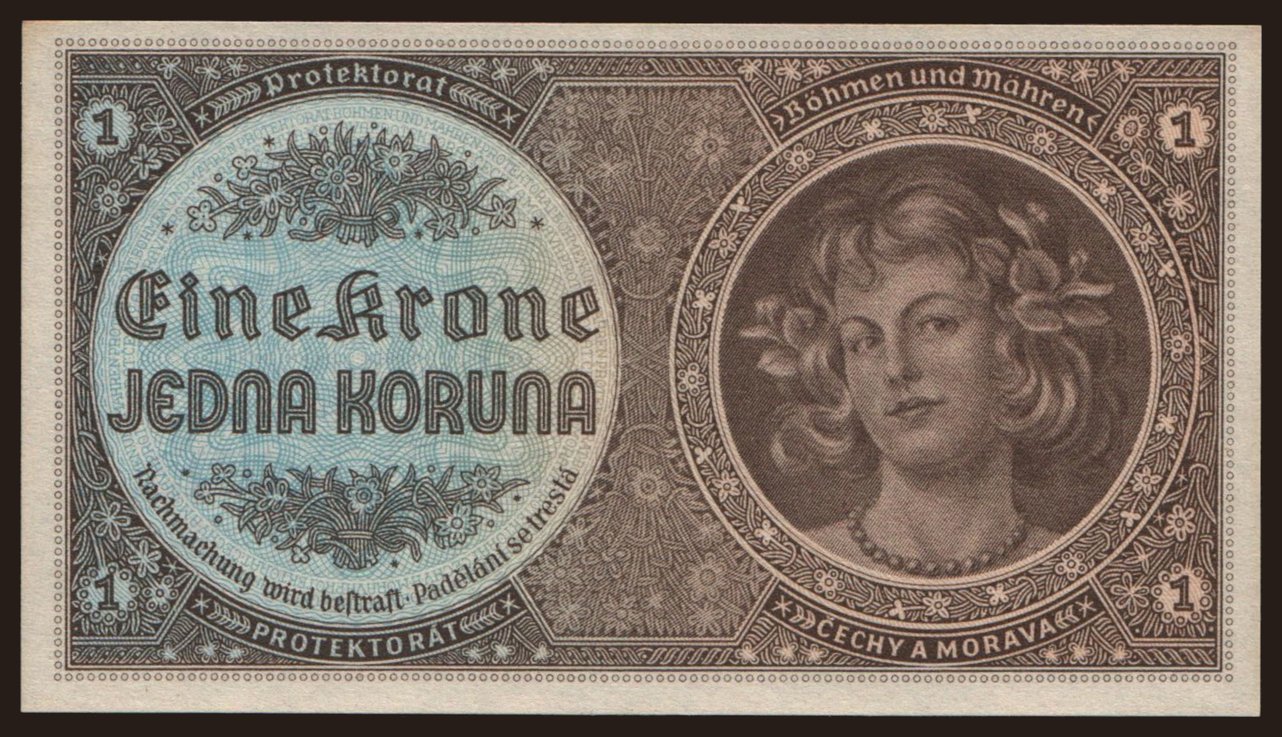 Protektorat
Böhmen und Mähren
1
1
Eine Krone
JEDNA KORUNA
Nachmachung wird bestraft · Padělání se trestá
1
1
PROTEKTORÁT
ČECHY A MORAVA